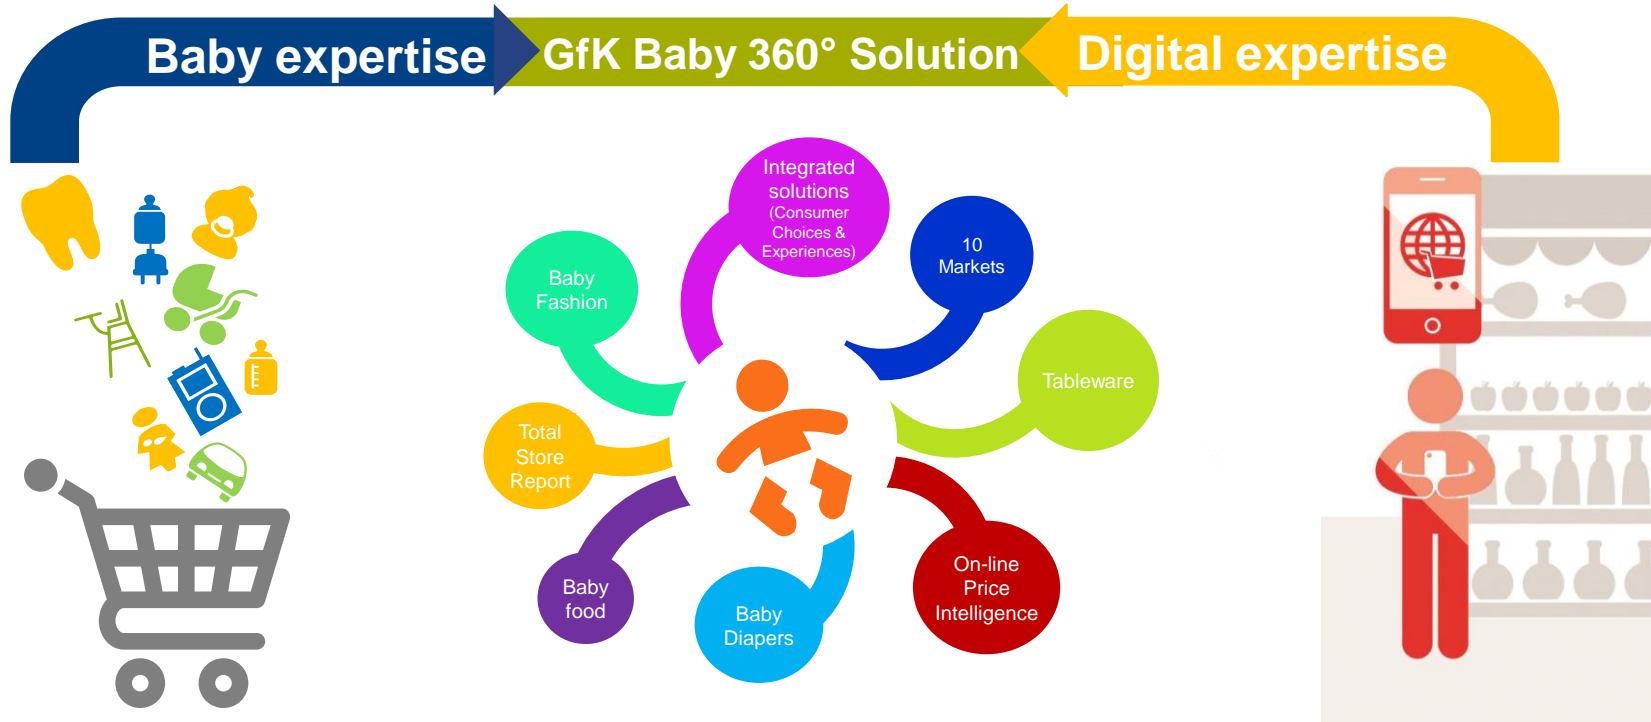 Baby expertise
GfK Baby 360° Solution
Digital expertise
Integrated
solutions
(Consumer
Choices &
Experiences)
10
Markets
Baby
Fashion
Tableware
Total
Store
Report
On-line
Price
Intelligence
Baby
food
Baby
Diapers